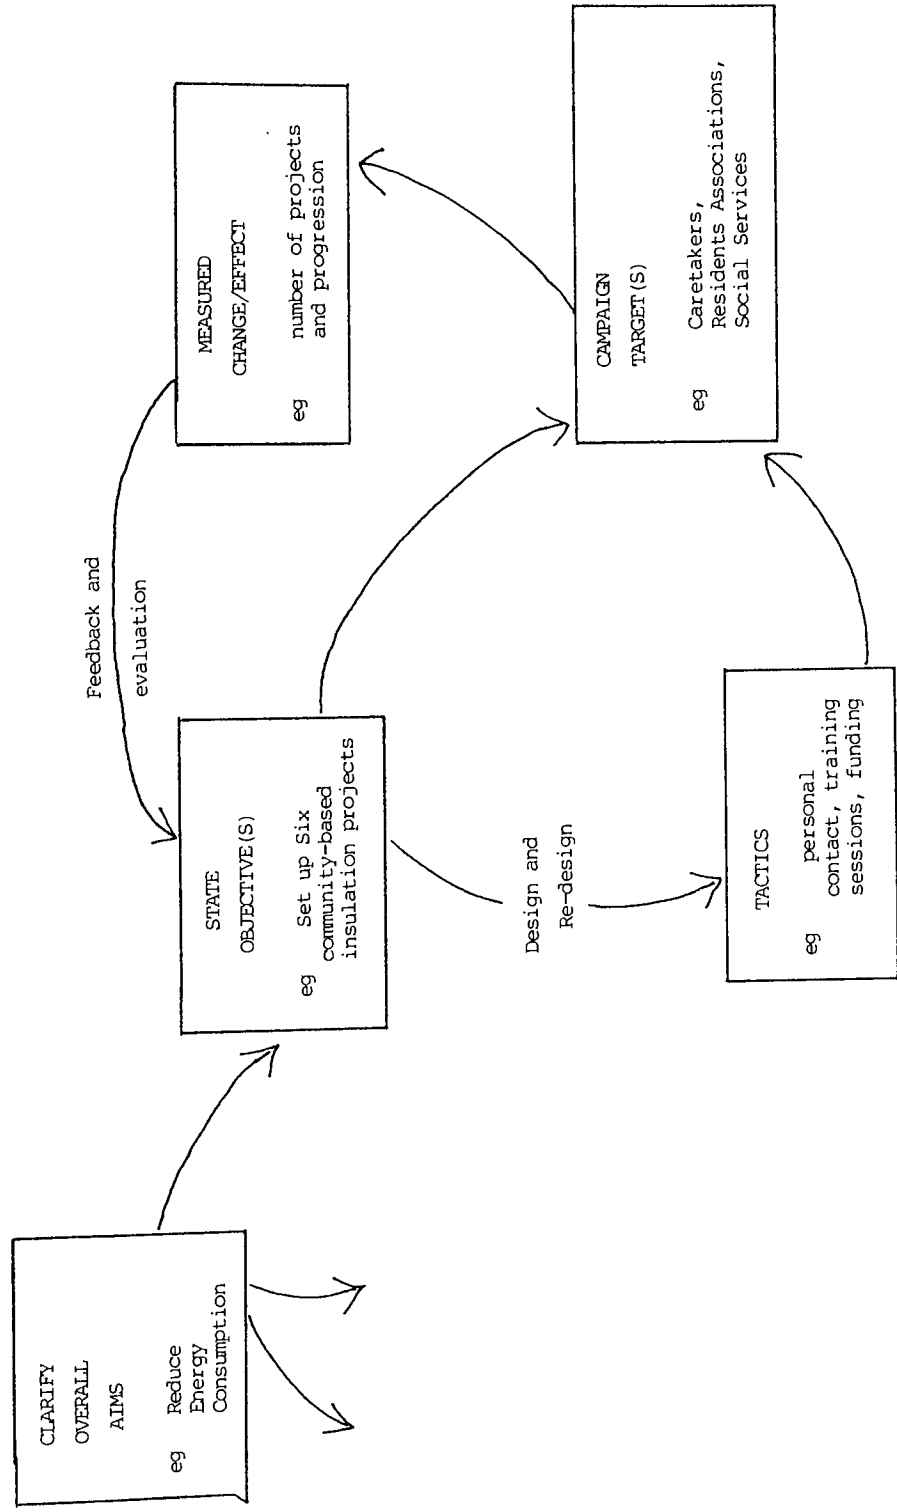 CLARIFY
OVERALL
AIMS
eg Reduce
Energy
Consumption
STATE
OBJECTIVE(S)
eg Set up Six
community-based
insulation projects
Feedback and
evaluation
MEASURED
CHANGE/EFFECT
eg number of projects
and progression
Design and
Re-design
TACTICS
eg personal
contact, training
sessions, funding
CAMPAIGN
TARGET(S)
eg Caretakers,
Residents Associations,
Social Services